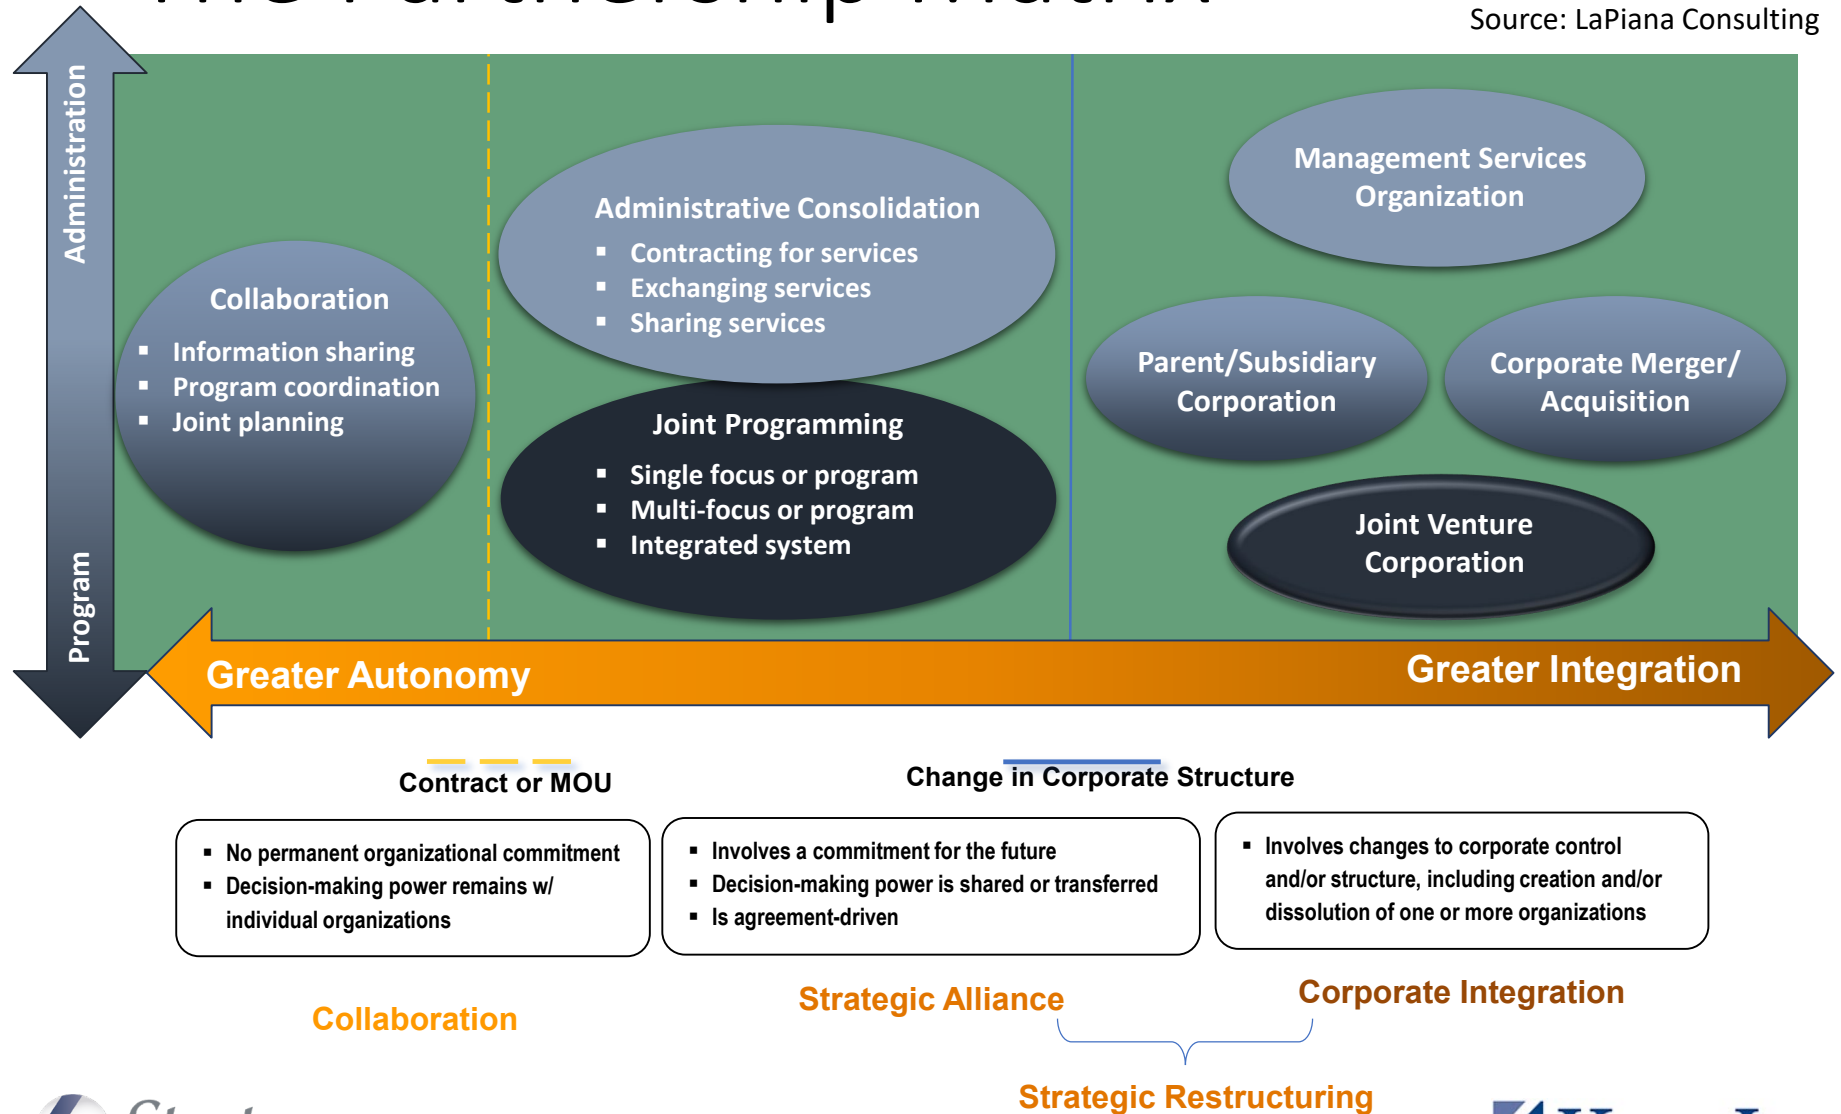 The Partnership Matrix
Source: LaPiana Consulting
Administration
Program
Collaboration
▪ Information sharing
▪ Program coordination
▪ Joint planning
Administrative Consolidation
▪ Contracting for services
▪ Exchanging services
▪ Sharing services
Joint Programming
▪ Single focus or program
▪ Multi-focus or program
▪ Integrated system
Management Services
Organization
Parent/Subsidiary
Corporation
Corporate Merger/
Acquisition
Joint Venture
Corporation
Greater Autonomy
Greater Integration
Contract or MOU
Change in Corporate Structure
▪ No permanent organizational commitment
▪ Decision-making power remains w/
individual organizations
▪ Involves a commitment for the future
▪ Decision-making power is shared or transferred
▪ Is agreement-driven
▪ Involves changes to corporate control
and/or structure, including creation and/or
dissolution of one or more organizations
Collaboration
Strategic Alliance
Corporate Integration
Strategic Restructuring